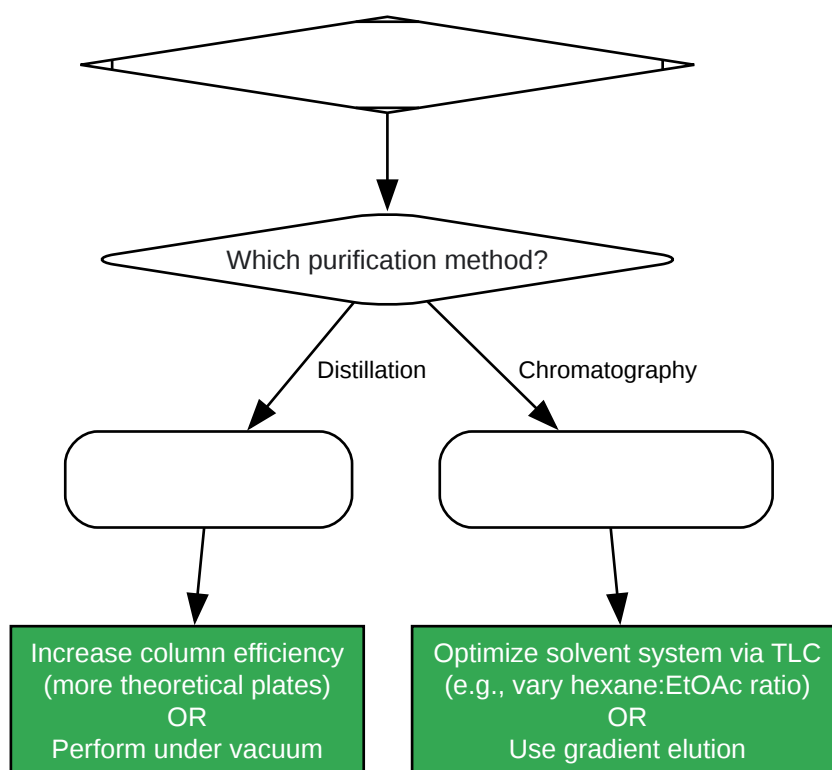 Which purification method?
Distillation
Chromatography
Increase column efficiency
(more theoretical plates)
OR
Perform under vacuum
Optimize solvent system via TLC
(e.g., vary hexane:EtOAc ratio)
OR
Use gradient elution